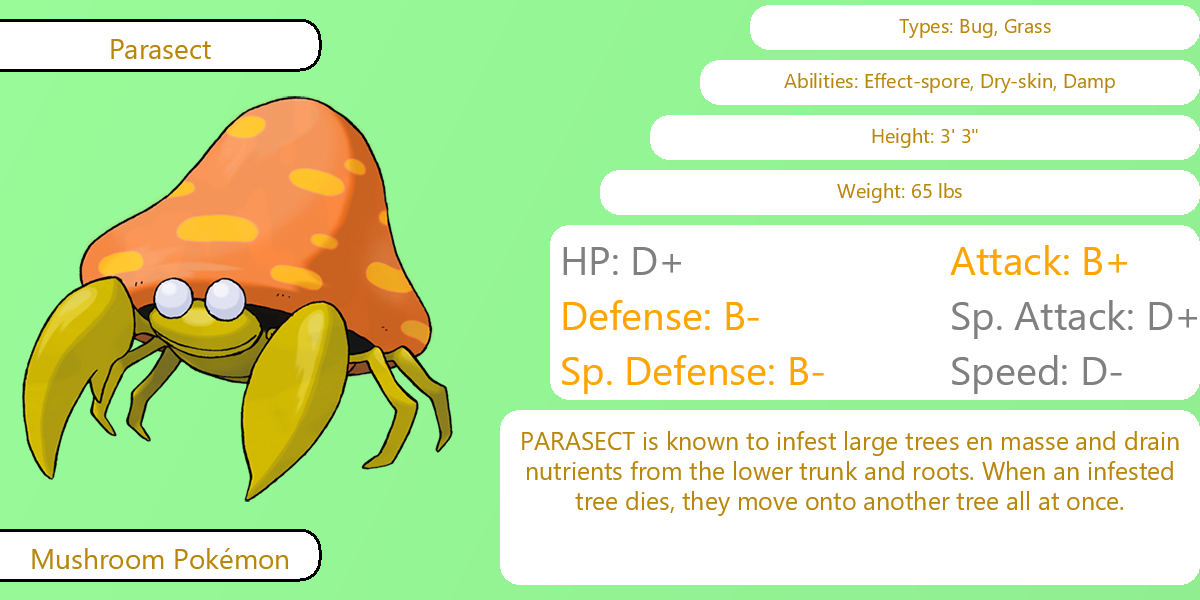 Parasect
Types: Bug, Grass
Abilities: Effect-spore, Dry-skin, Damp
Height: 3' 3"
Weight: 65 lbs
HP: D+
Attack: B+
Defense: B-
Sp. Attack: D+
Sp. Defense: B-
Speed: D-
PARASECT is known to infest large trees en masse and drain
nutrients from the lower trunk and roots. When an infested
tree dies, they move onto another tree all at once.
Mushroom Pokémon